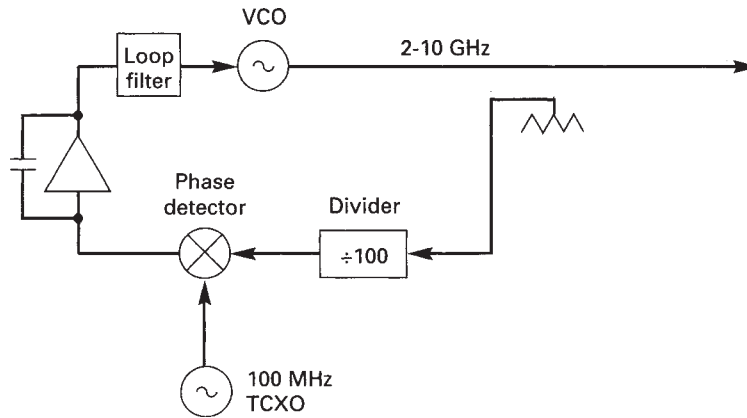 VCO
Loop
filter
2-10 GHz
Phase
detector
Divider
÷100
100 MHz
TCXO